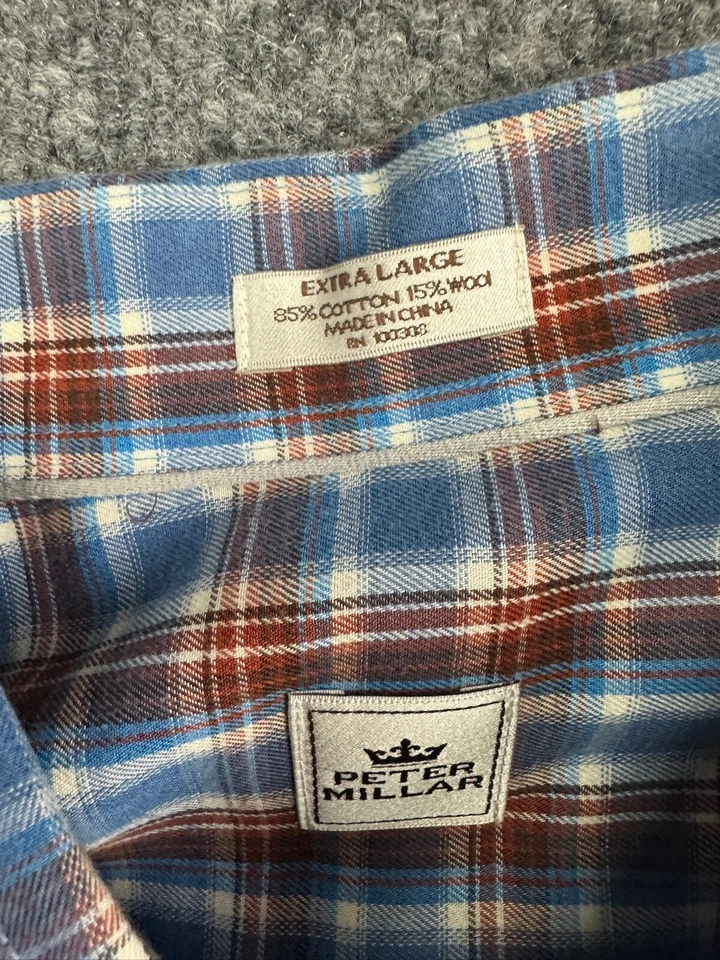 EXTRA LARGE
85% COTTON 15% Wool
MADE IN CHINA
RN 100308
PETER
MILLAR